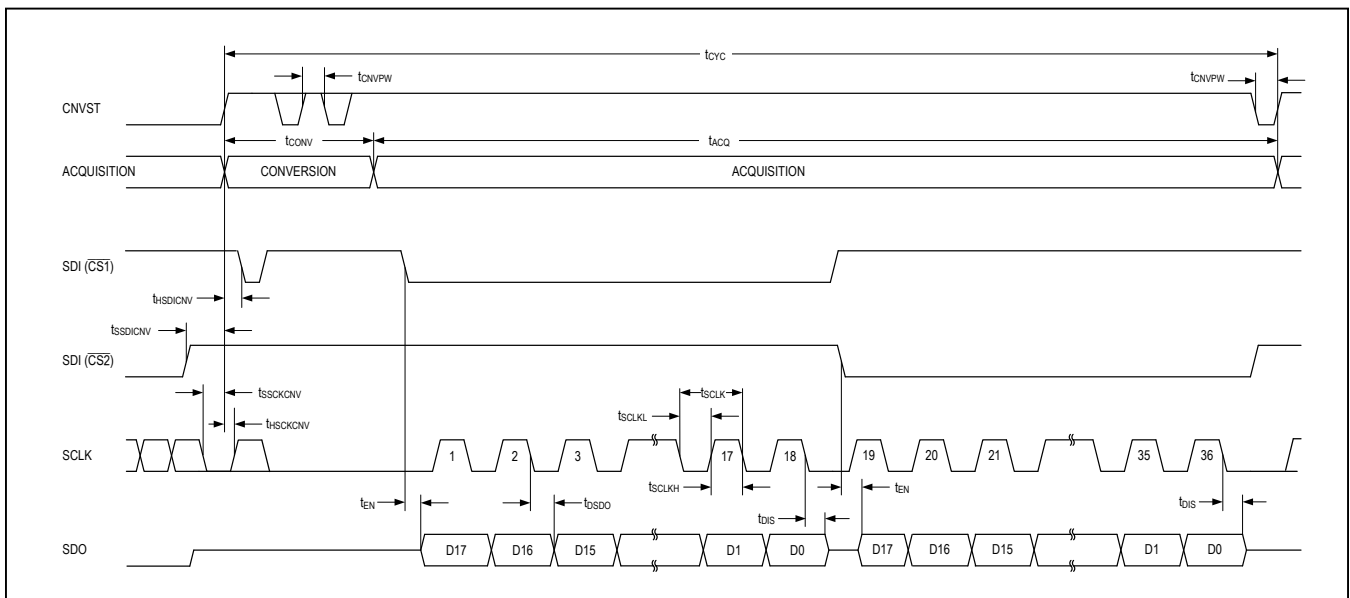 tCYC
tCNVPW
tCNVPW
CNVST
tCONV
tACQ
ACQUISITION
CONVERSION
ACQUISITION
SDI (CS1)
tHSDICNV
tSSDICNV
SDI (CS2)
tSSCKCNV
tHSCKCNV
tSCLK
tSCLKL
SCLK
1 2 3 17 18 19 20 21 35 36
tSCLKH
tEN
tDSDO
tDIS
tEN
tDIS
SDO
D17 D16 D15 D1 D0 D17 D16 D15 D1 D0